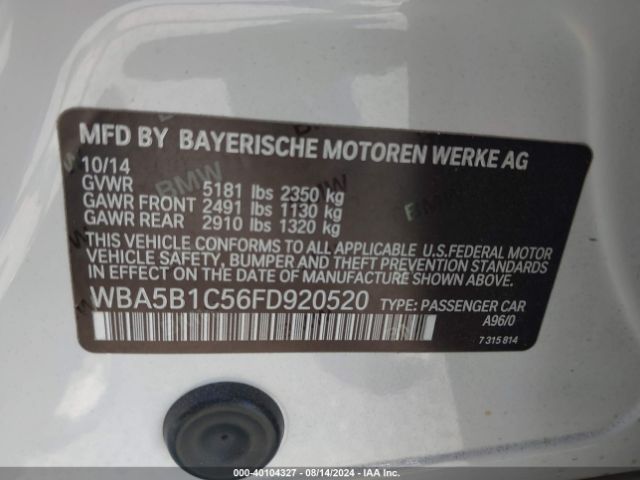 MFD BY BAYERISCHE MOTOREN WERKE AG
10/14
GVWR 5181 lbs 2350 kg
GAWR FRONT 2491 lbs 1130 kg
GAWR REAR 2910 lbs 1320 kg
THIS VEHICLE CONFORMS TO ALL APPLICABLE U.S.FEDERAL MOTOR
VEHICLE SAFETY, BUMPER AND THEFT PREVENTION STANDARDS
IN EFFECT ON THE DATE OF MANUFACTURE SHOWN ABOVE.
WBA5B1C56FD920520 TYPE: PASSENGER CAR
A96/0
7 315 814
BMW
© - 40104327 - 08/14/2024 - IAA Inc.